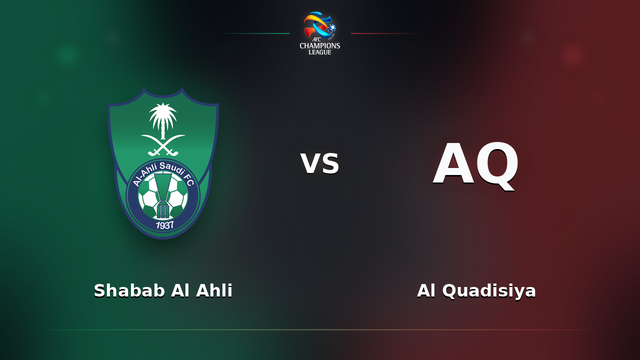 AFC
CHAMPIONS
LEAGUE
Al-Ahli Saudi FC
1937
VS
AQ
Shabab Al Ahli
Al Quadisiya